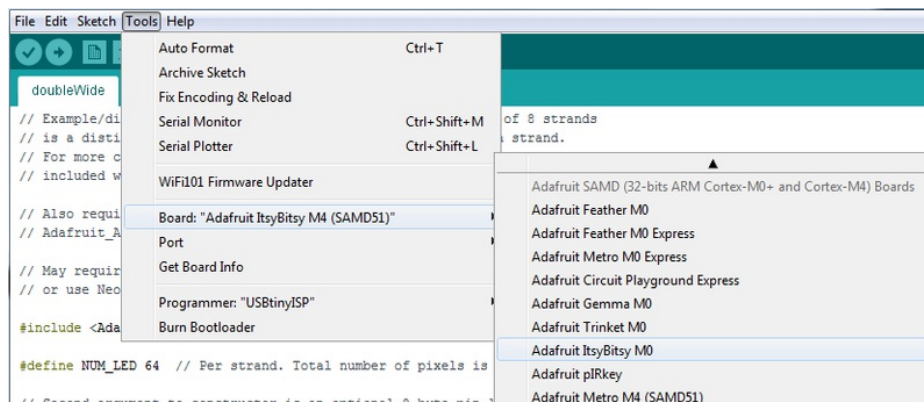 File Edit Sketch Tools Help
doubleWide
Auto Format Ctrl+T
Archive Sketch
Fix Encoding & Reload
Serial Monitor Ctrl+Shift+M
Serial Plotter Ctrl+Shift+L
WiFi101 Firmware Updater
Board: "Adafruit ItsyBitsy M4 (SAMD51)"
Port
Get Board Info
Programmer: "USBtinyISP"
Burn Bootloader
Adafruit SAMD (32-bits ARM Cortex-M0+ and Cortex-M4) Boards
Adafruit Feather M0
Adafruit Feather M0 Express
Adafruit Metro M0 Express
Adafruit Circuit Playground Express
Adafruit Gemma M0
Adafruit Trinket M0
Adafruit ItsyBitsy M0
Adafruit pIRkey
Adafruit Metro M4 (SAMD51)
// Example/di of 8 strands
// is a disti strand.
// For more c
// included w
// Also requi
// Adafruit_A
// May requir
// or use Neo
#include <Ada
#define NUM_LED 64 // Per strand. Total number of pixels is